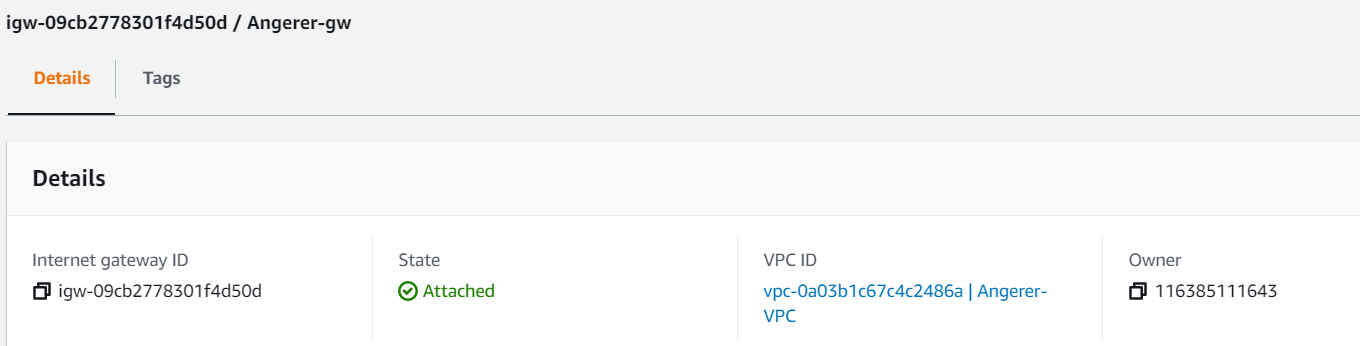 igw-09cb2778301f4d50d / Angerer-gw
Details
Tags
Details
Internet gateway ID
igw-09cb2778301f4d50d
State
Attached
VPC ID
vpc-0a03b1c67c4c2486a | Angerer-
VPC
Owner
116385111643